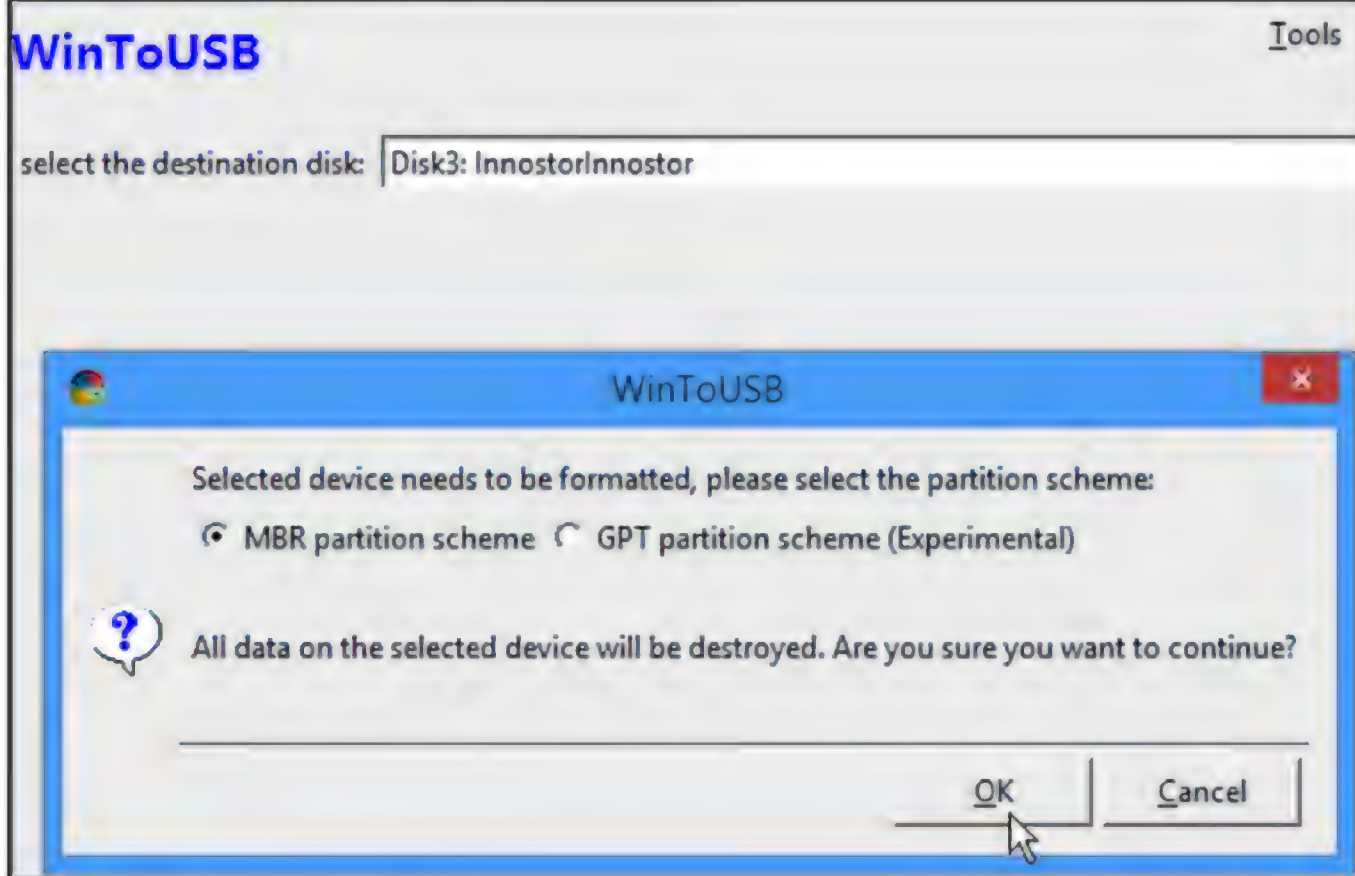 WinToUSB
Tools
select the destination disk: Disk3: InnostorInnostor
WinToUSB
Selected device needs to be formatted, please select the partition scheme:
MBR partition scheme GPT partition scheme (Experimental)
?
All data on the selected device will be destroyed. Are you sure you want to continue?
OK Cancel